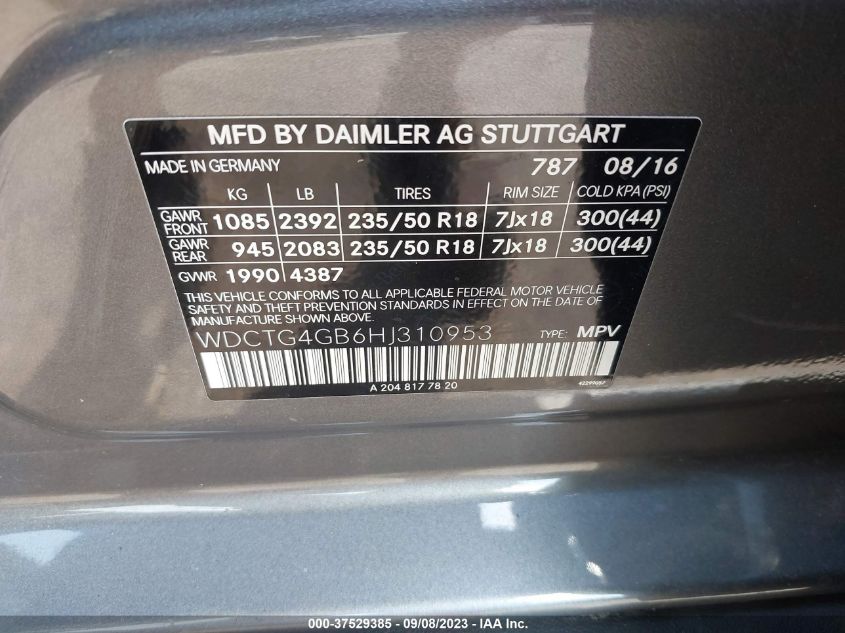 MFD BY DAIMLER AG STUTTGART
MADE IN GERMANY 787 08/16
KG LB TIRES RIM SIZE COLD KPA (PSI)
GAWR FRONT 1085 2392 235/50 R18 7Jx18 300(44)
GAWR REAR 945 2083 235/50 R18 7Jx18 300(44)
GVWR 1990 4387
THIS VEHICLE CONFORMS TO ALL APPLICABLE FEDERAL MOTOR VEHICLE
SAFETY AND THEFT PREVENTION STANDARDS IN EFFECT ON THE DATE OF
MANUFACTURE SHOWN ABOVE.
WDCTG4GB6HJ310953 TYPE: MPV
A 204 817 78 20
000-37529385 - 09/08/2023 - IAA Inc.